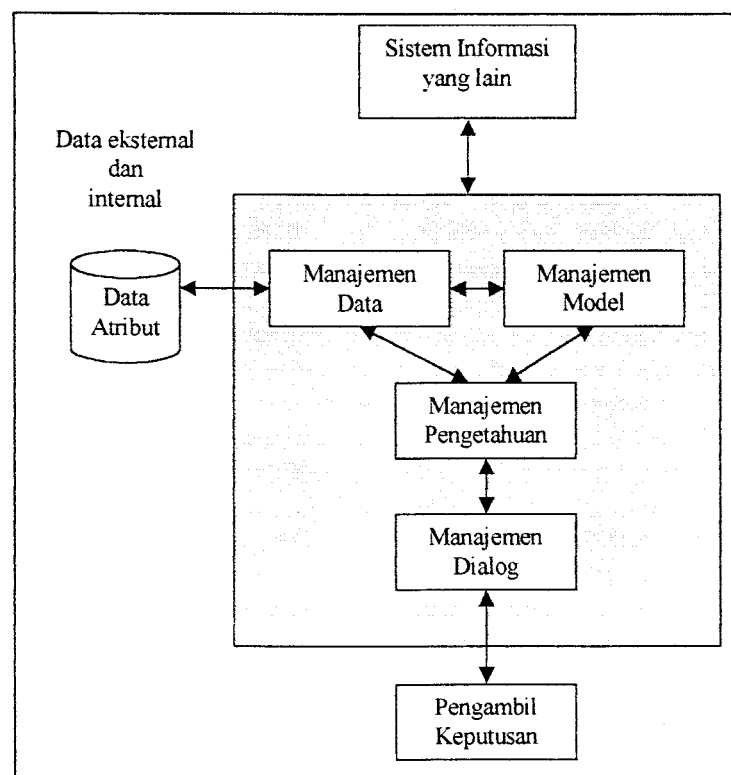 Sistem Informasi
yang lain
Data eksternal
dan
internal
Data
Atribut
Manajemen
Data
Manajemen
Model
Manajemen
Pengetahuan
Manajemen
Dialog
Pengambil
Keputusan